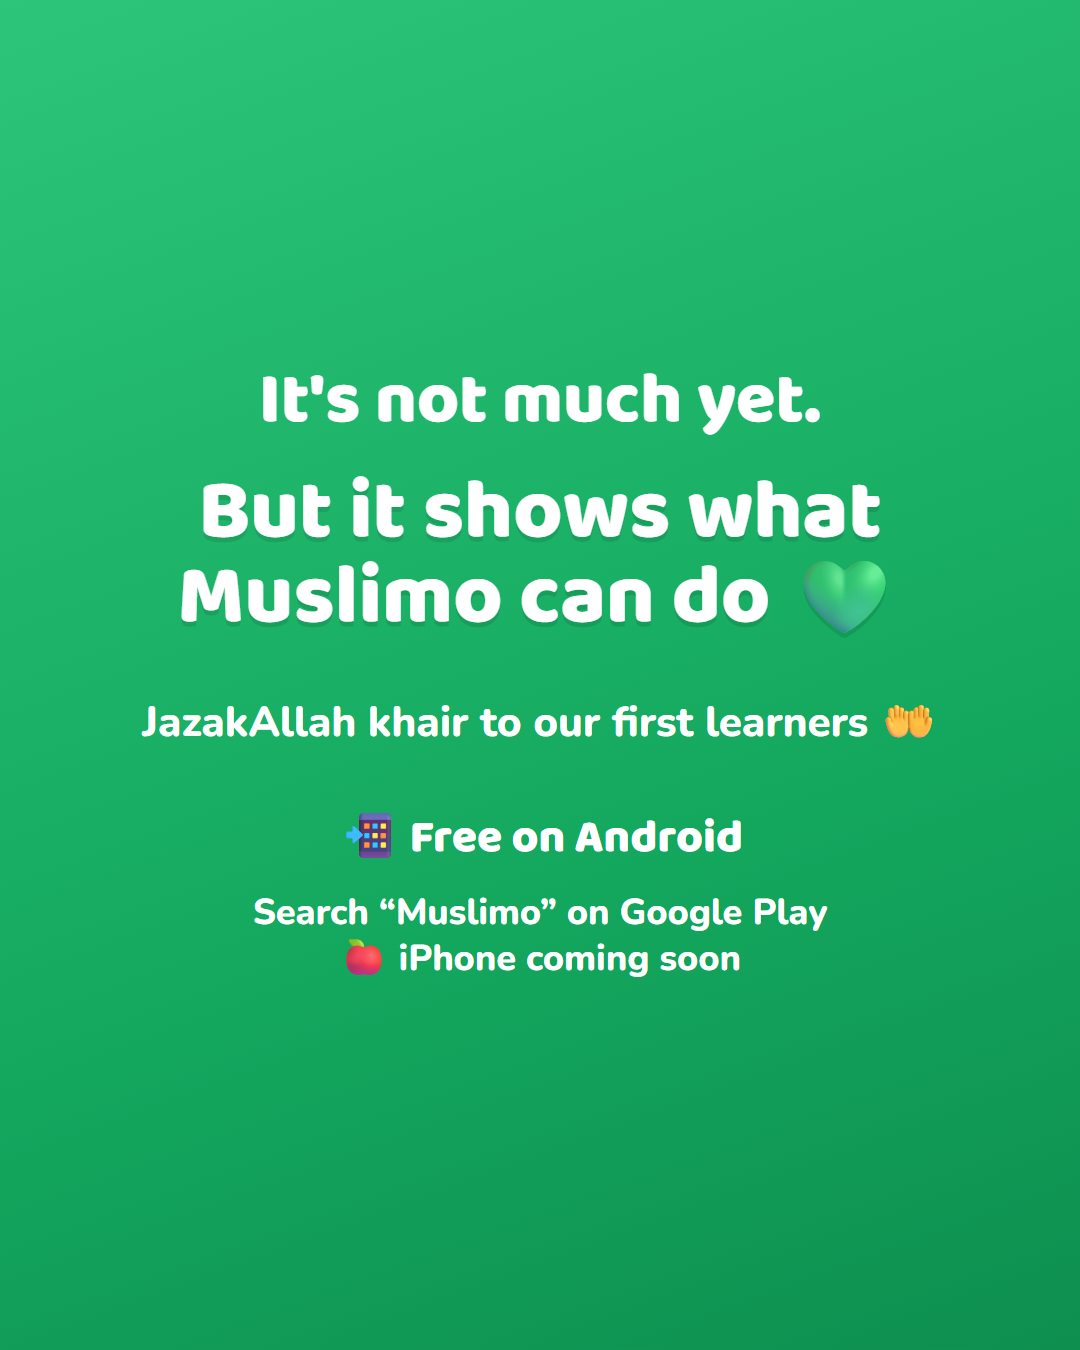 It's not much yet.
But it shows what
Muslimo can do 💚
JazakAllah khair to our first learners 🤲
📲 Free on Android
Search “Muslimo” on Google Play
🍎 iPhone coming soon